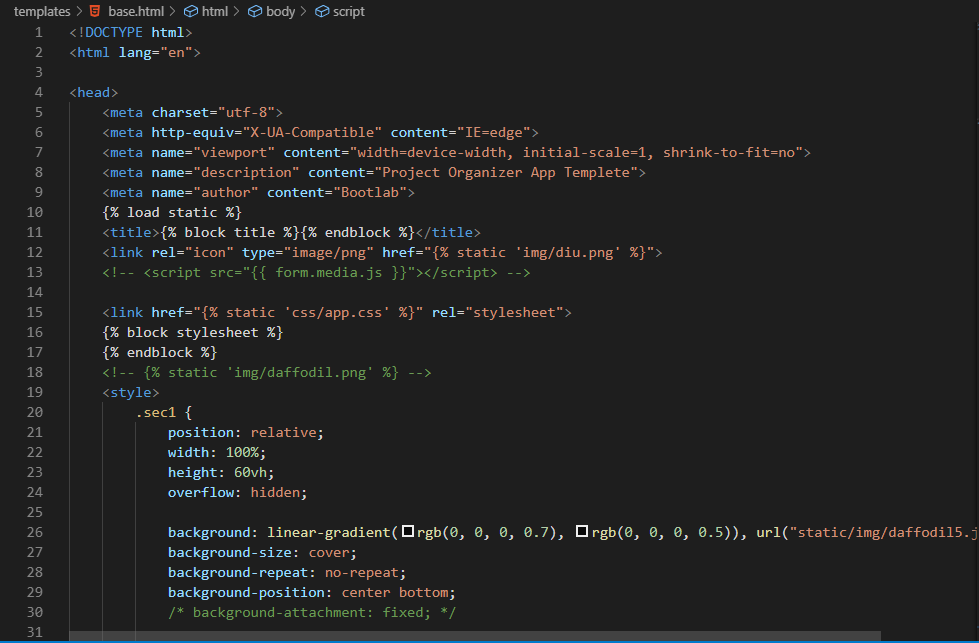 templates > base.html > html > body > script
1 <!DOCTYPE html>
2 <html lang="en">
3
4 <head>
5     <meta charset="utf-8">
6     <meta http-equiv="X-UA-Compatible" content="IE=edge">
7     <meta name="viewport" content="width=device-width, initial-scale=1, shrink-to-fit=no">
8     <meta name="description" content="Project Organizer App Templete">
9     <meta name="author" content="Bootlab">
10     {% load static %}
11     <title>{% block title %}{% endblock %}</title>
12     <link rel="icon" type="image/png" href="{% static 'img/diu.png' %}">
13     <!-- <script src="{{ form.media.js }}"></script> -->
14
15     <link href="{% static 'css/app.css' %}" rel="stylesheet">
16     {% block stylesheet %}
17     {% endblock %}
18     <!-- {% static 'img/daffodil.png' %} -->
19     <style>
20         .sec1 {
21             position: relative;
22             width: 100%;
23             height: 60vh;
24             overflow: hidden;
25
26             background: linear-gradient(rgb(0, 0, 0, 0.7), rgb(0, 0, 0, 0.5)), url("static/img/daffodil5.j
27             background-size: cover;
28             background-repeat: no-repeat;
29             background-position: center bottom;
30             /* background-attachment: fixed; */
31